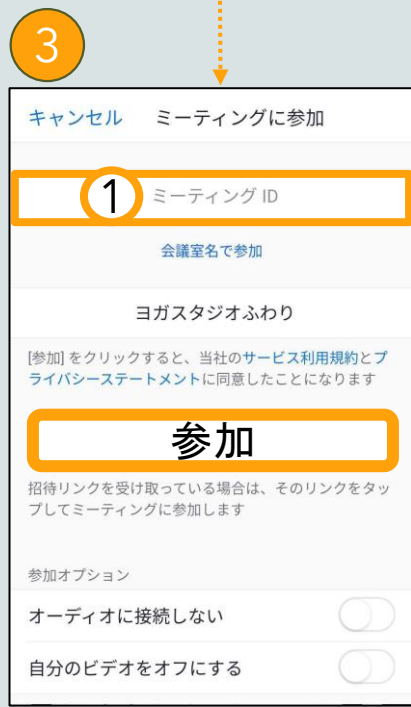 3
キャンセル ミーティングに参加
1 ミーティング ID
会議室名で参加
ヨガスタジオふわり
[参加] をクリックすると、当社のサービス利用規約とプ
ライバシーステートメントに同意したことになります
参加
招待リンクを受け取っている場合は、そのリンクをタッ
プしてミーティングに参加します
参加オプション
オーディオに接続しない
自分のビデオをオフにする